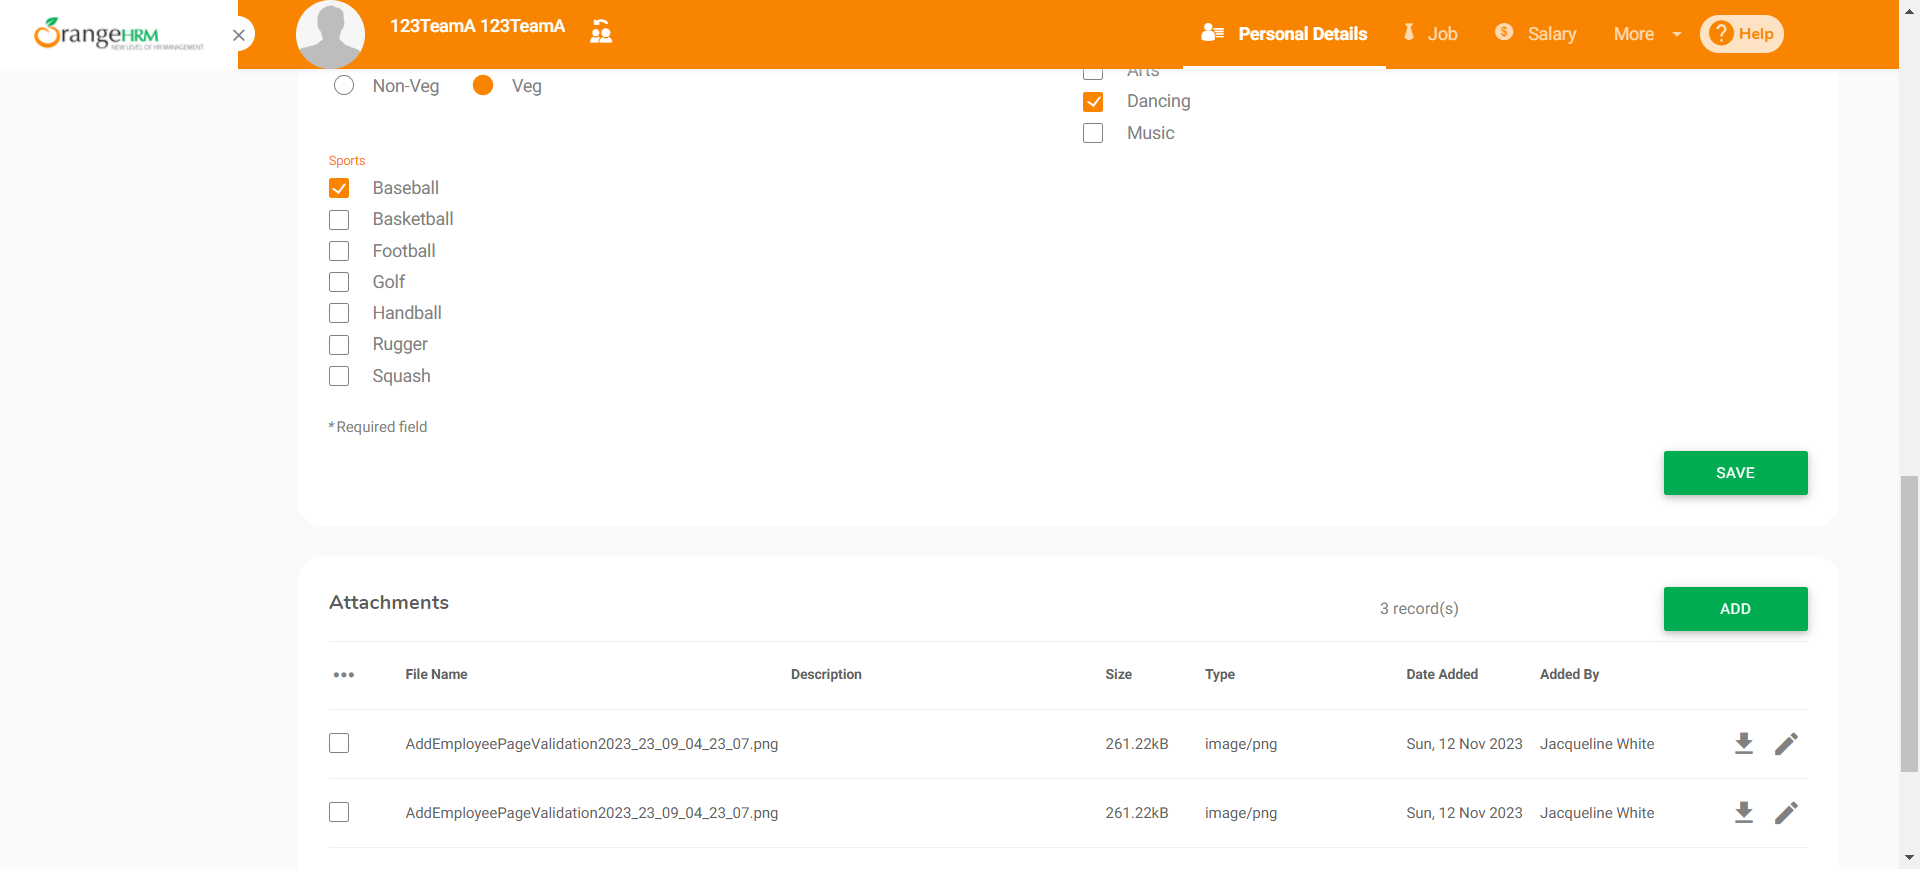 OrangeHRM
NEW LEVEL OF HR MANAGEMENT
123TeamA 123TeamA
Personal Details
Job
Salary
More
? Help
Non-Veg
Veg
Arts
Dancing
Music
Sports
Baseball
Basketball
Football
Golf
Handball
Rugger
Squash
* Required field
SAVE
Attachments
3 record(s)
ADD
File Name Description Size Type Date Added Added By
AddEmployeePageValidation2023_23_09_04_23_07.png 261.22kB image/png Sun, 12 Nov 2023 Jacqueline White
AddEmployeePageValidation2023_23_09_04_23_07.png 261.22kB image/png Sun, 12 Nov 2023 Jacqueline White